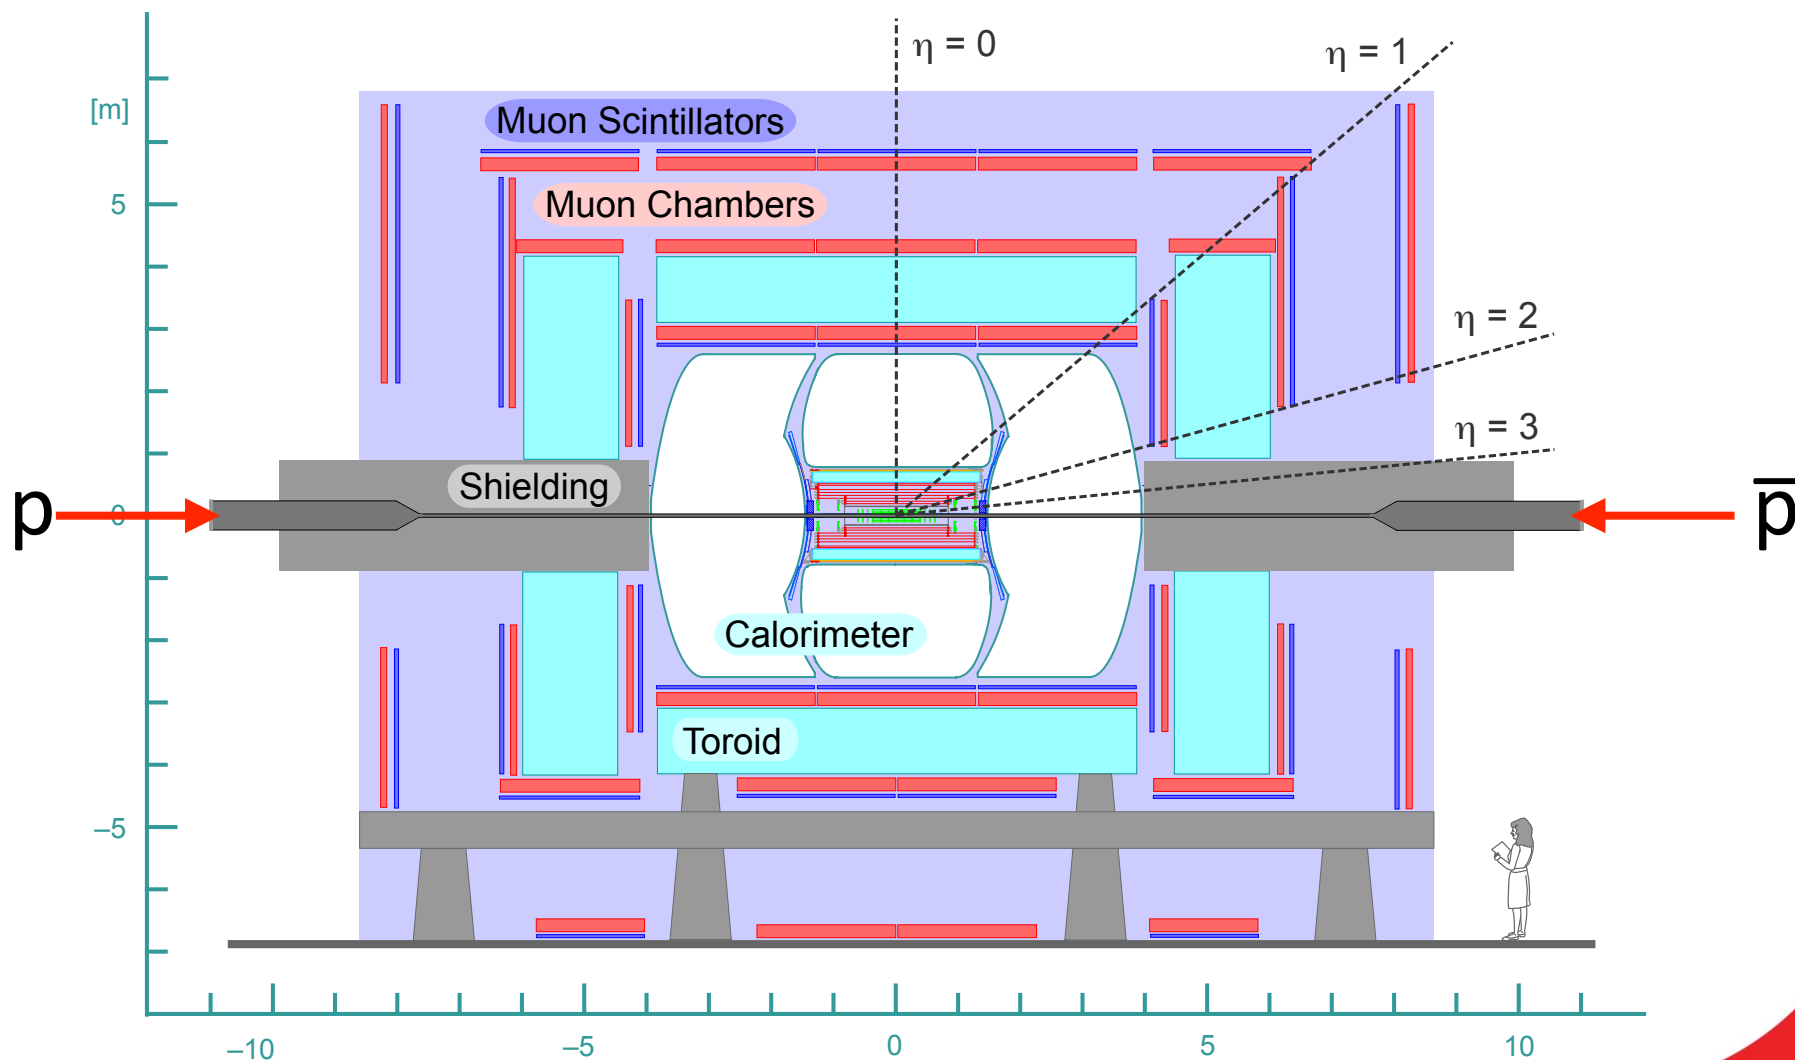 η = 0
η = 1
[m]
Muon Scintillators
5
Muon Chambers
η = 2
η = 3
Shielding
p
0
p̅
Calorimeter
Toroid
–5
–10
–5
0
5
10